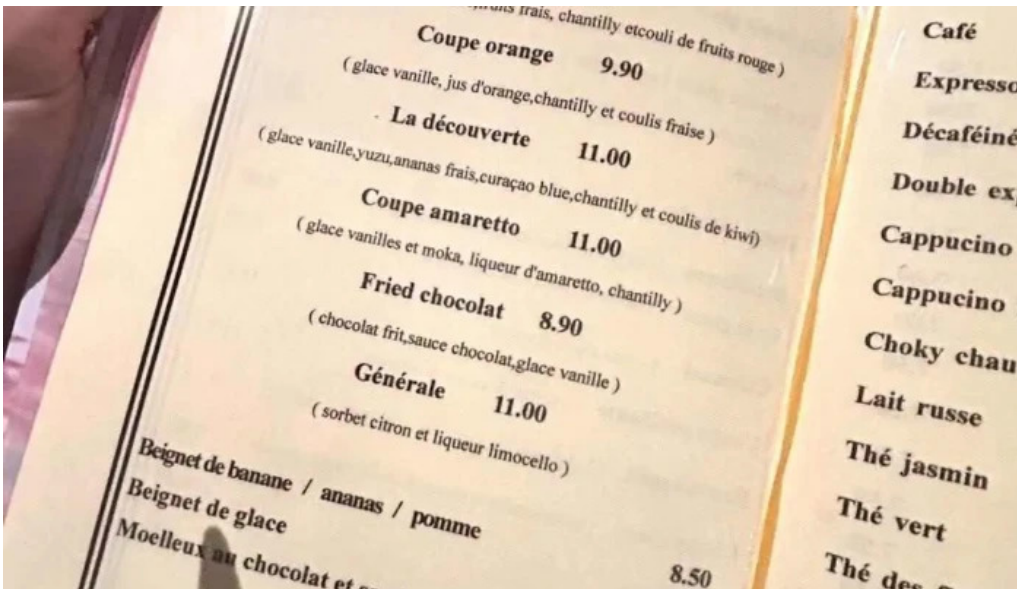 frais, chantilly etcouli de fruits rouge )
Coupe orange 9.90
( glace vanille, jus d'orange,chantilly et coulis fraise )
La découverte 11.00
( glace vanille,yuzu,ananas frais,curaçao blue,chantilly et coulis de kiwi)
Coupe amaretto 11.00
( glace vanilles et moka, liqueur d'amaretto, chantilly )
Fried chocolat 8.90
( chocolat frit,sauce chocolat,glace vanille )
Générale 11.00
( sorbet citron et liqueur limocello )
Beignet de banane / ananas / pomme
Beignet de glace
8.50
Moelleux au chocolat et
Café
Expresso
Décaféiné
Double
Cappucino
Cappucino
Choky
Lait russe
Thé jasmin
Thé vert
Thé des